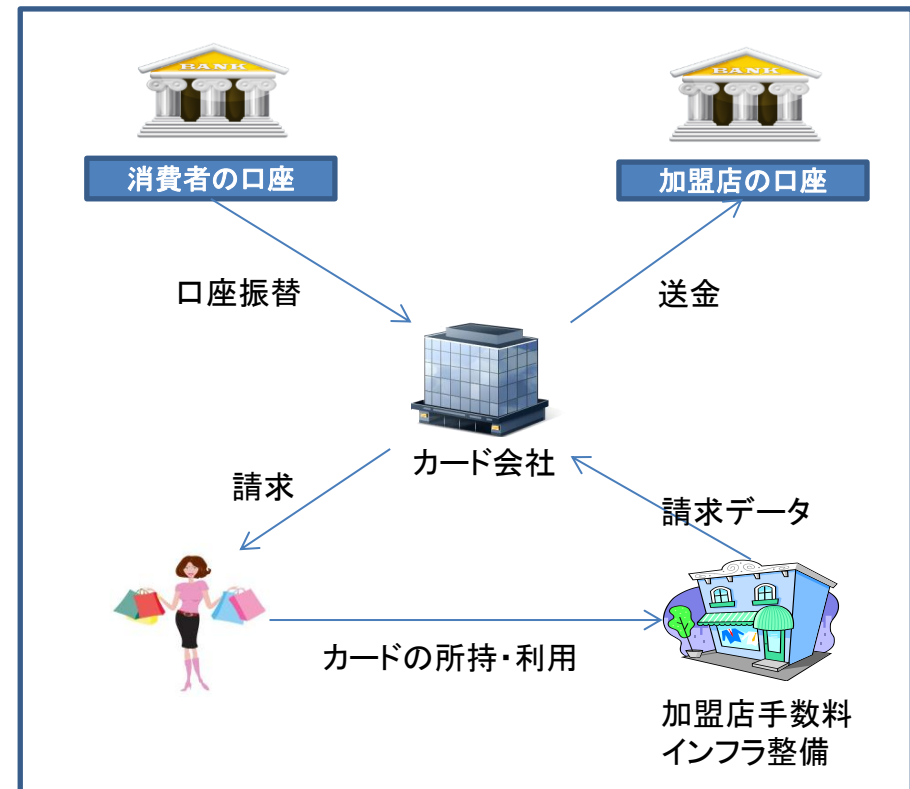 BANK
BANK
消費者の口座
加盟店の口座
口座振替
送金
カード会社
請求
請求データ
カードの所持・利用
加盟店手数料
インフラ整備